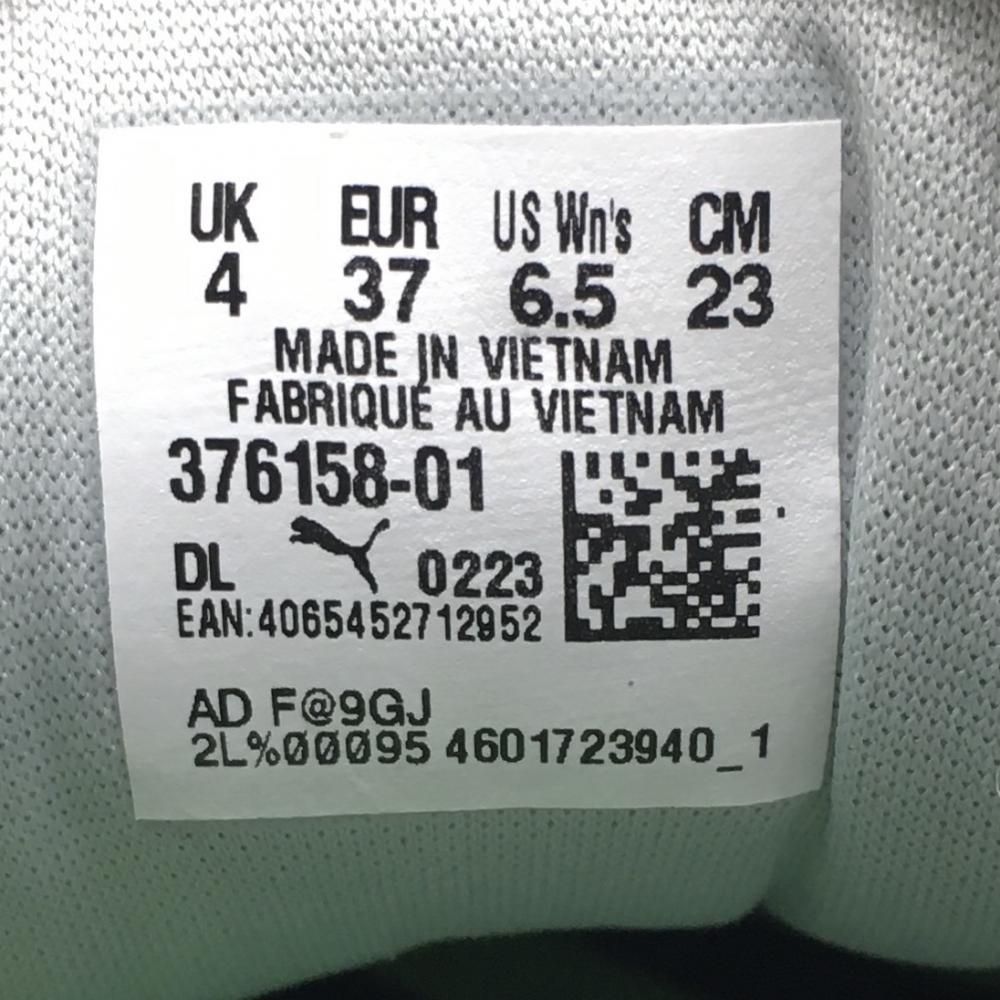 UK EUR US Wn's CM
4 37 6.5 23
MADE IN VIETNAM
FABRIQUÉ AU VIETNAM
376158-01
DL 0223
EAN:4065452712952
AD F@9GJ
2L%00095 4601723940_1